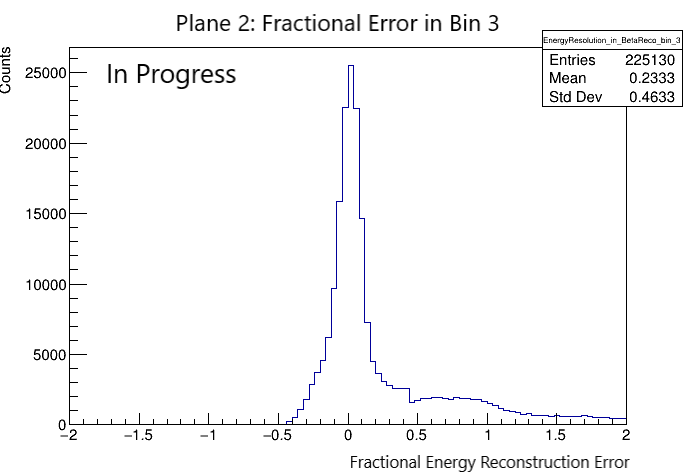 Plane 2: Fractional Error in Bin 3
EnergyResolution_in_BetaReco_bin_3
Entries 225130
Mean 0.2333
Std Dev 0.4633
In Progress
Counts
25000
20000
15000
10000
5000
0
−2 −1.5 −1 −0.5 0 0.5 1 1.5 2
Fractional Energy Reconstruction Error